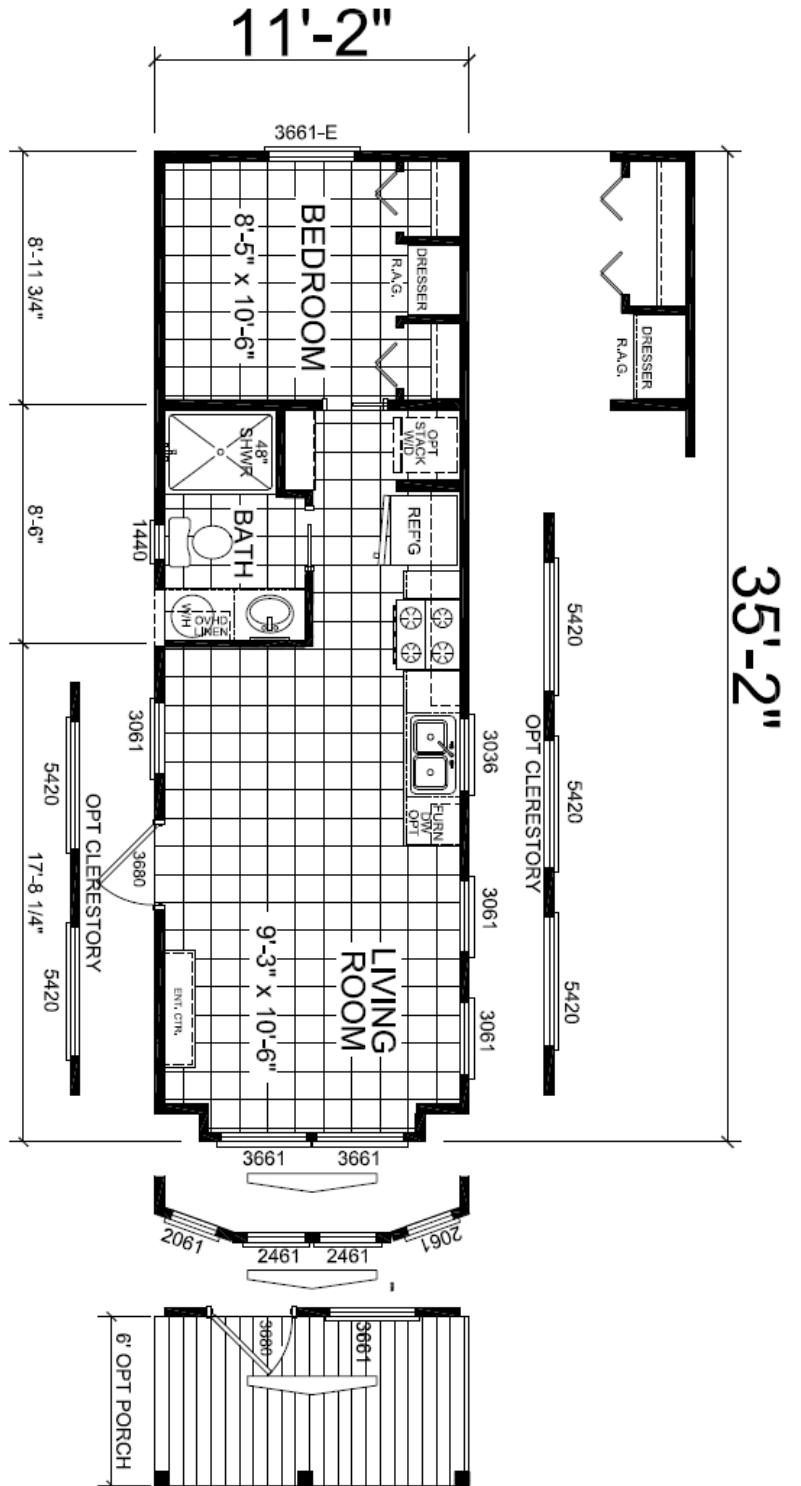 11'-2"
3661-E
BEDROOM
8'-5" x 10'-6"
DRESSER
R.A.G.
DRESSER
R.A.G.
8'-11 3/4"
8'-6"
17'-8 1/4"
35'-2"
48"
SHWR
OPT
STACK
W/D
BATH
REF'G
1440
W/H
OVHD
LINEN
3061
3036
FURN
DW
OPT
3680
3061
3061
LIVING
ROOM
9'-3" x 10'-6"
ENT. CTR.
5420
OPT CLERESTORY
5420
5420
5420
OPT CLERESTORY
5420
3661
3661
2061
2461
2461
2061
3680
3661
6' OPT PORCH